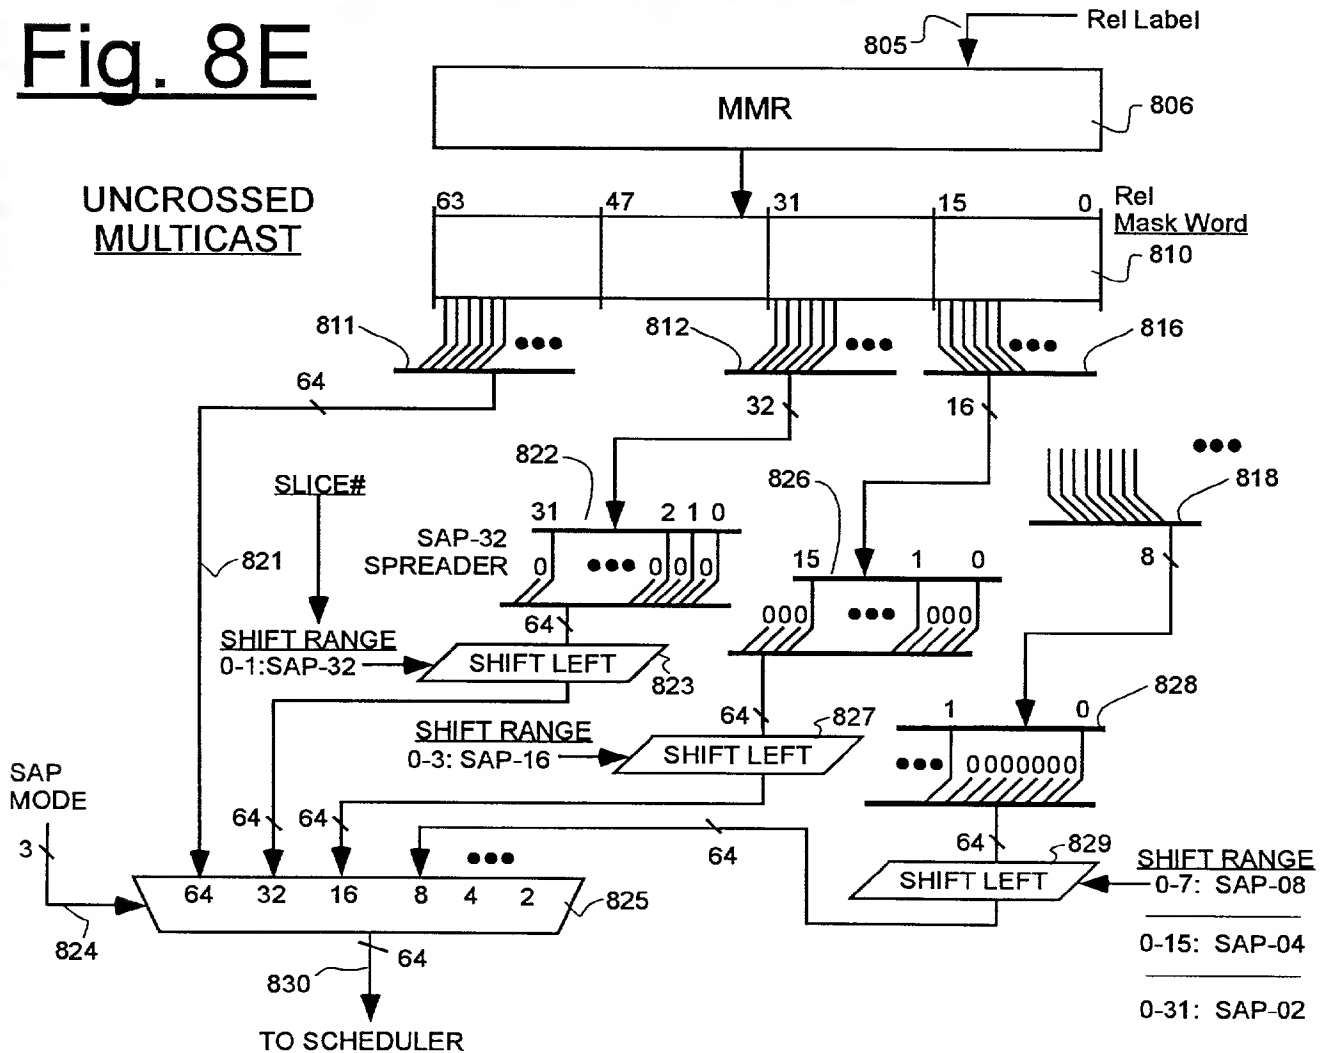 Fig. 8E
805
Rel Label
MMR
806
UNCROSSED
MULTICAST
63 47 31 15 0
Rel
Mask Word
810
811
812
816
64
32
16
822
826
818
SLICE#
31 2 1 0
SAP-32
SPREADER
0 0 0 0
15 1 0
8
821
000 000
64
SHIFT RANGE
0-1:SAP-32
SHIFT LEFT
823
828
1 0
64
827
SHIFT RANGE
0-3: SAP-16
SHIFT LEFT
0000000
SAP
MODE
3
64 64
64
64
829
SHIFT LEFT
SHIFT RANGE
0-7: SAP-08
0-15: SAP-04
0-31: SAP-02
64 32 16 8 4 2
825
824
64
830
TO SCHEDULER